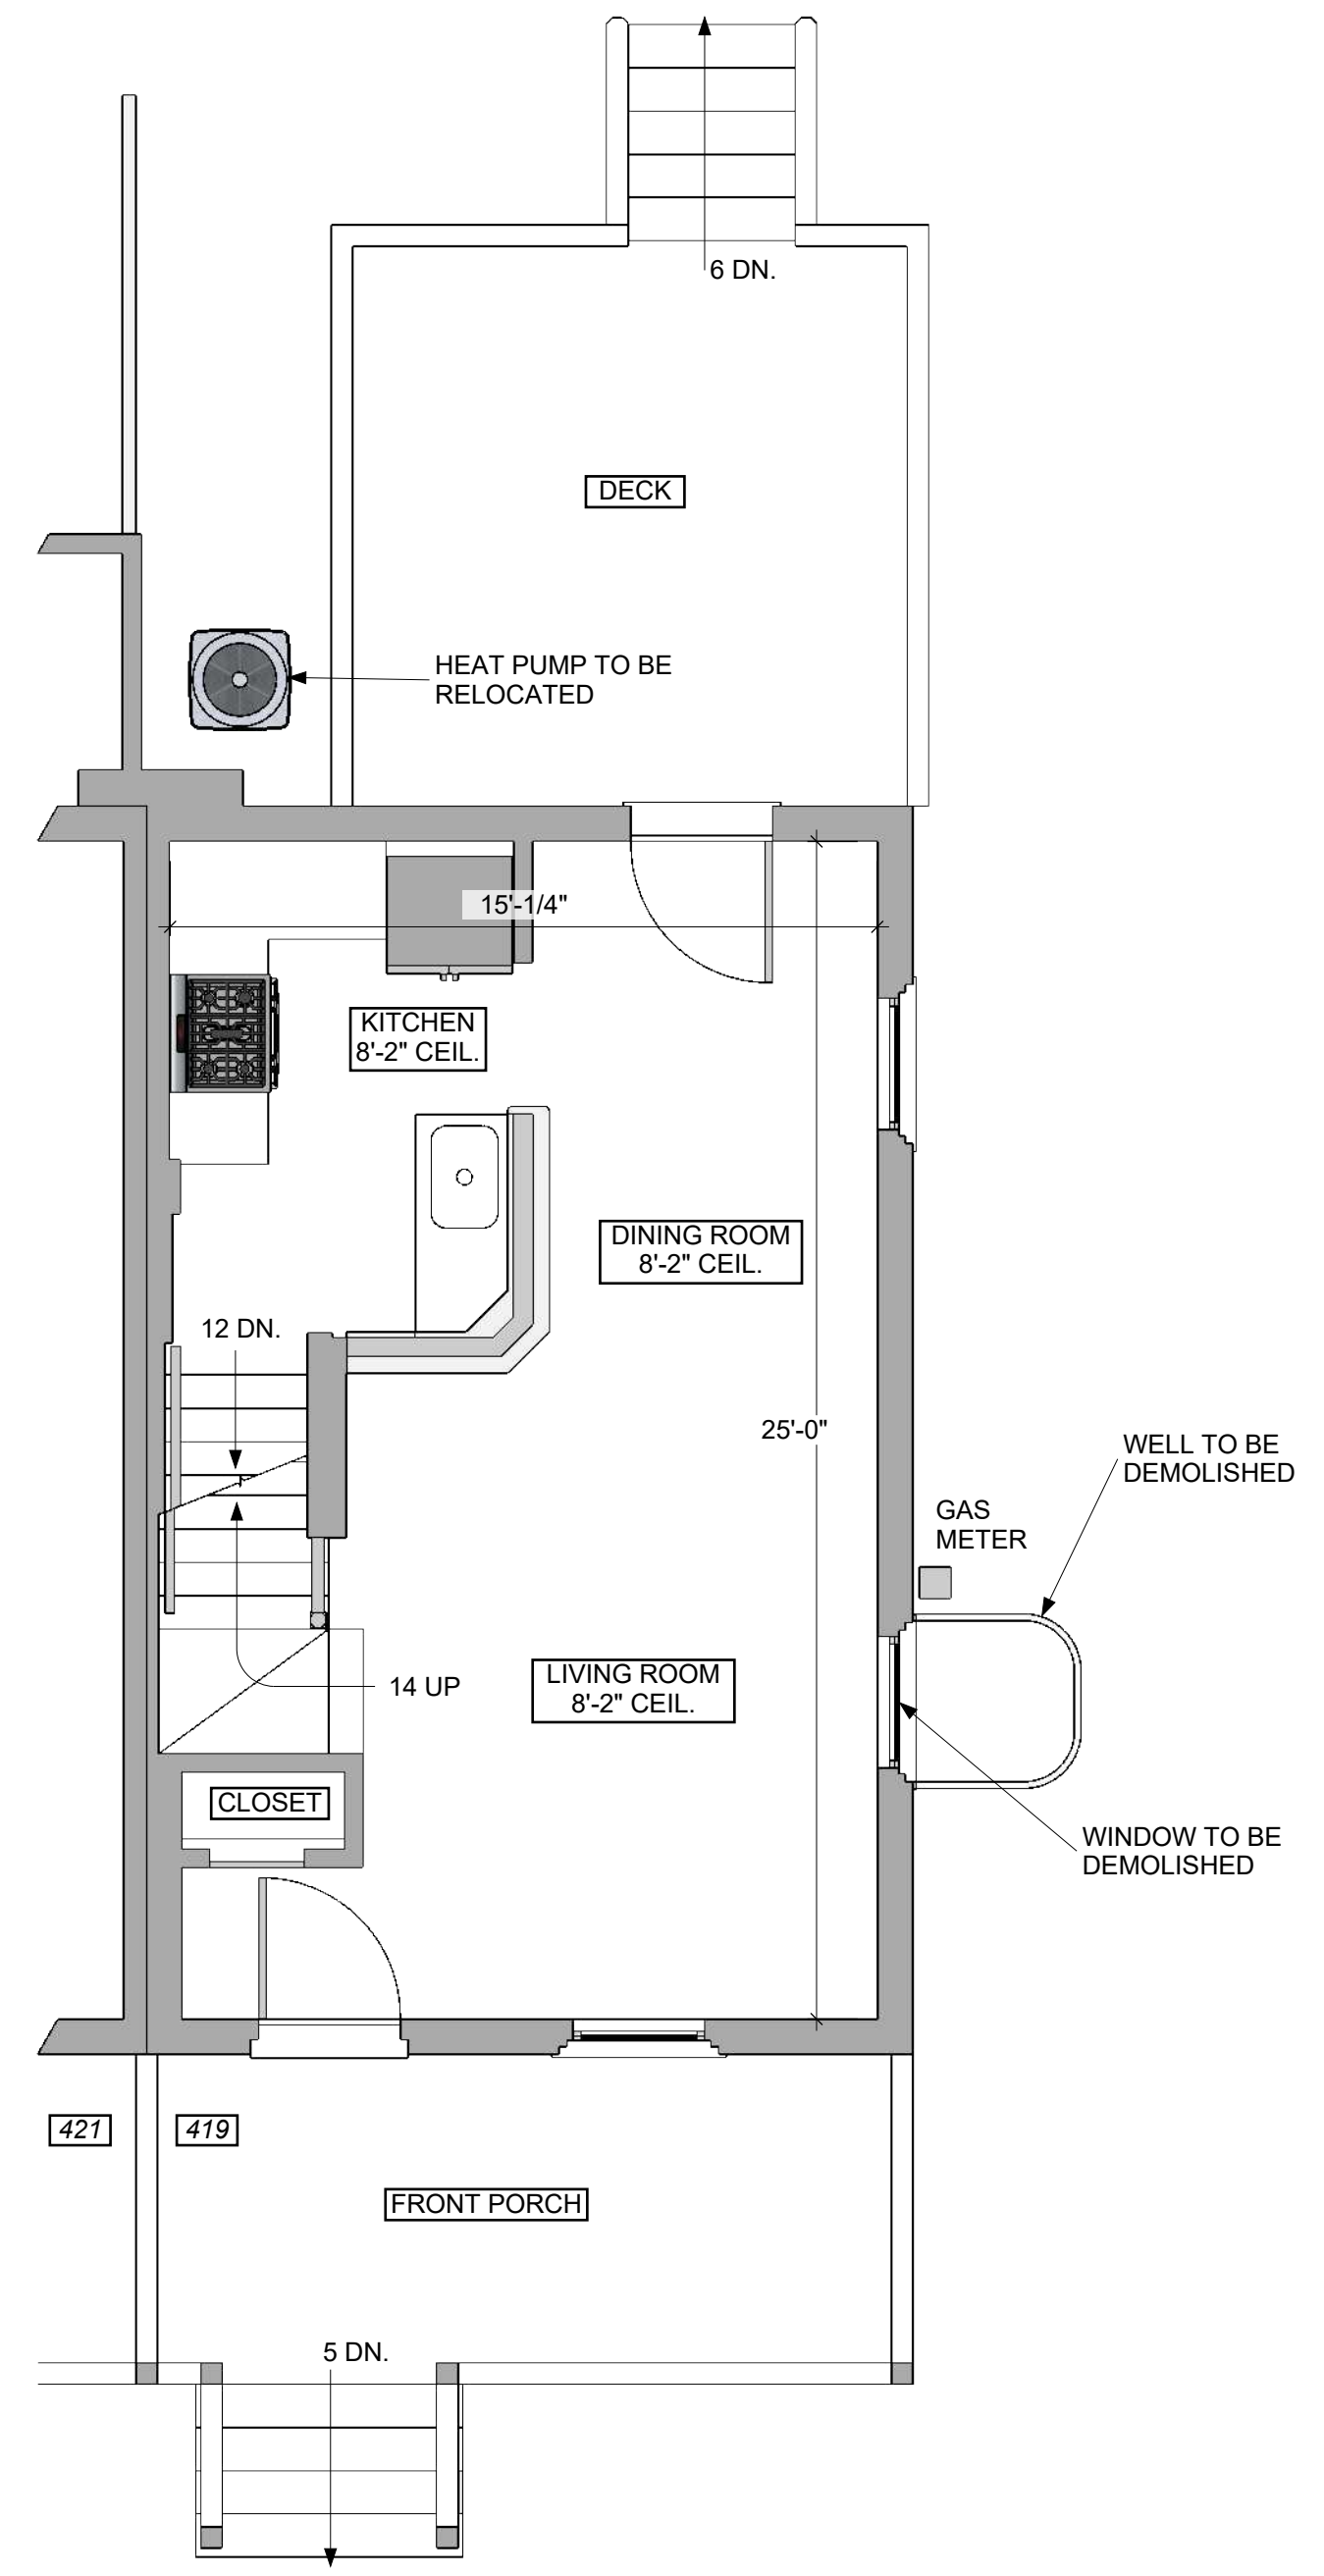 6 DN.
DECK
HEAT PUMP TO BE
RELOCATED
15'-1/4"
KITCHEN
8'-2" CEIL.
DINING ROOM
8'-2" CEIL.
12 DN.
25'-0"
WELL TO BE
DEMOLISHED
GAS
METER
LIVING ROOM
8'-2" CEIL.
14 UP
CLOSET
WINDOW TO BE
DEMOLISHED
421
419
FRONT PORCH
5 DN.